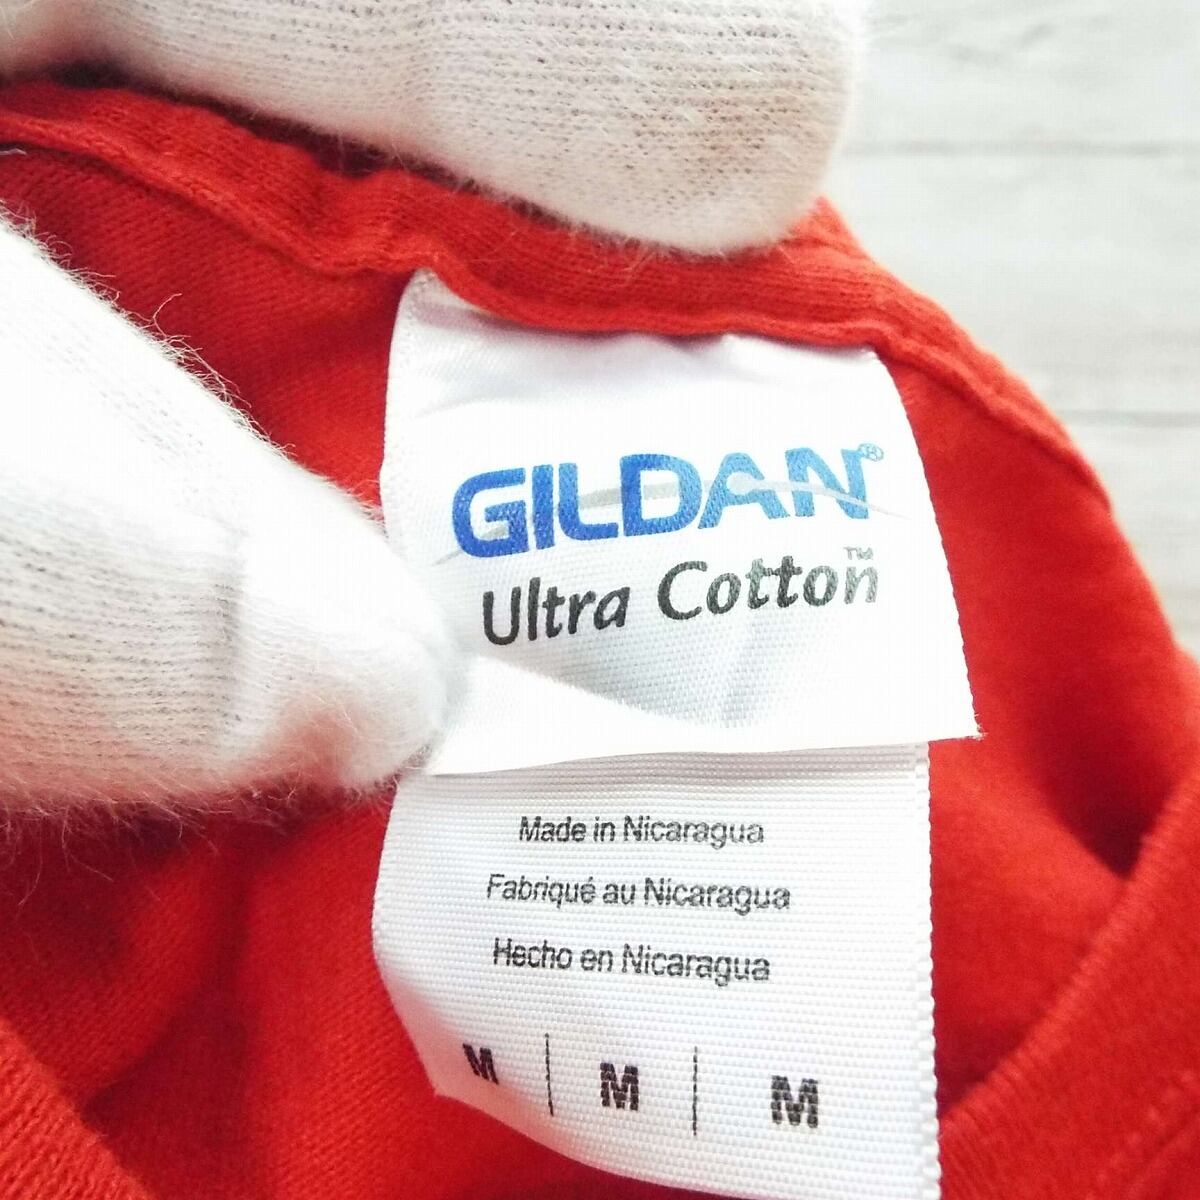 GILDAN®
Ultra Cotton™
Made in Nicaragua
Fabriqué au Nicaragua
Hecho en Nicaragua
M | M | M